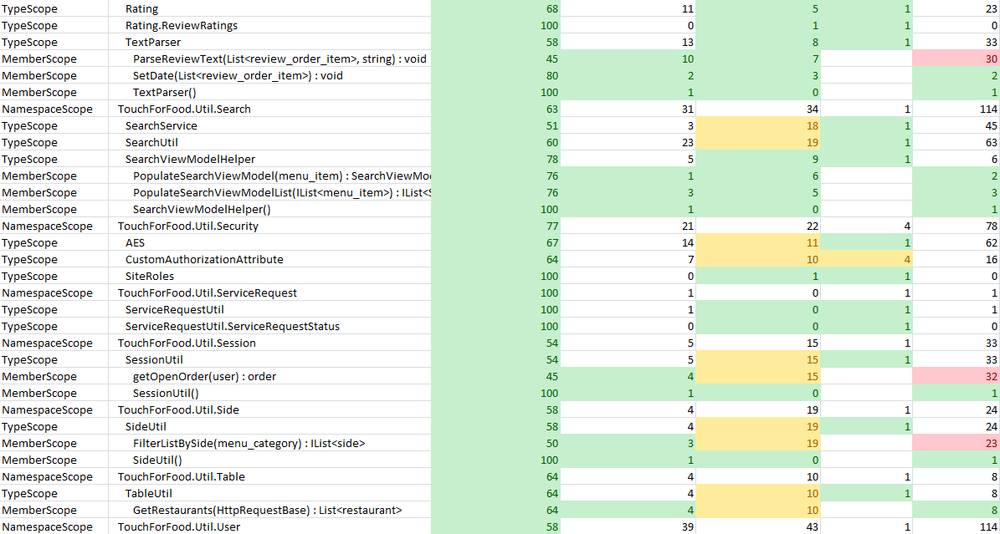 TypeScope Rating 68 11 5 1 23
TypeScope Rating.ReviewRatings 100 0 1 1 0
TypeScope TextParser 58 13 8 1 33
MemberScope ParseReviewText(List<review_order_item>, string) : void 45 10 7 30
MemberScope SetDate(List<review_order_item>) : void 80 2 3 2
MemberScope TextParser() 100 1 0 1
NamespaceScope TouchForFood.Util.Search 63 31 34 1 114
TypeScope SearchService 51 3 18 1 45
TypeScope SearchUtil 60 23 19 1 63
TypeScope SearchViewModelHelper 78 5 9 1 6
MemberScope PopulateSearchViewModel(menu_item) : SearchViewMo 76 1 6 2
MemberScope PopulateSearchViewModelList(IList<menu_item>) : IList<S 76 3 5 3
MemberScope SearchViewModelHelper() 100 1 0 1
NamespaceScope TouchForFood.Util.Security 77 21 22 4 78
TypeScope AES 67 14 11 1 62
TypeScope CustomAuthorizationAttribute 64 7 10 4 16
TypeScope SiteRoles 100 0 1 1 0
NamespaceScope TouchForFood.Util.ServiceRequest 100 1 0 1 1
TypeScope ServiceRequestUtil 100 1 0 1 1
TypeScope ServiceRequestUtil.ServiceRequestStatus 100 0 0 1 0
NamespaceScope TouchForFood.Util.Session 54 5 15 1 33
TypeScope SessionUtil 54 5 15 1 33
MemberScope getOpenOrder(user) : order 45 4 15 32
MemberScope SessionUtil() 100 1 0 1
NamespaceScope TouchForFood.Util.Side 58 4 19 1 24
TypeScope SideUtil 58 4 19 1 24
MemberScope FilterListBySide(menu_category) : IList<side> 50 3 19 23
MemberScope SideUtil() 100 1 0 1
NamespaceScope TouchForFood.Util.Table 64 4 10 1 8
TypeScope TableUtil 64 4 10 1 8
MemberScope GetRestaurants(HttpRequestBase) : List<restaurant> 64 4 10 8
NamespaceScope TouchForFood.Util.User 58 39 43 1 114